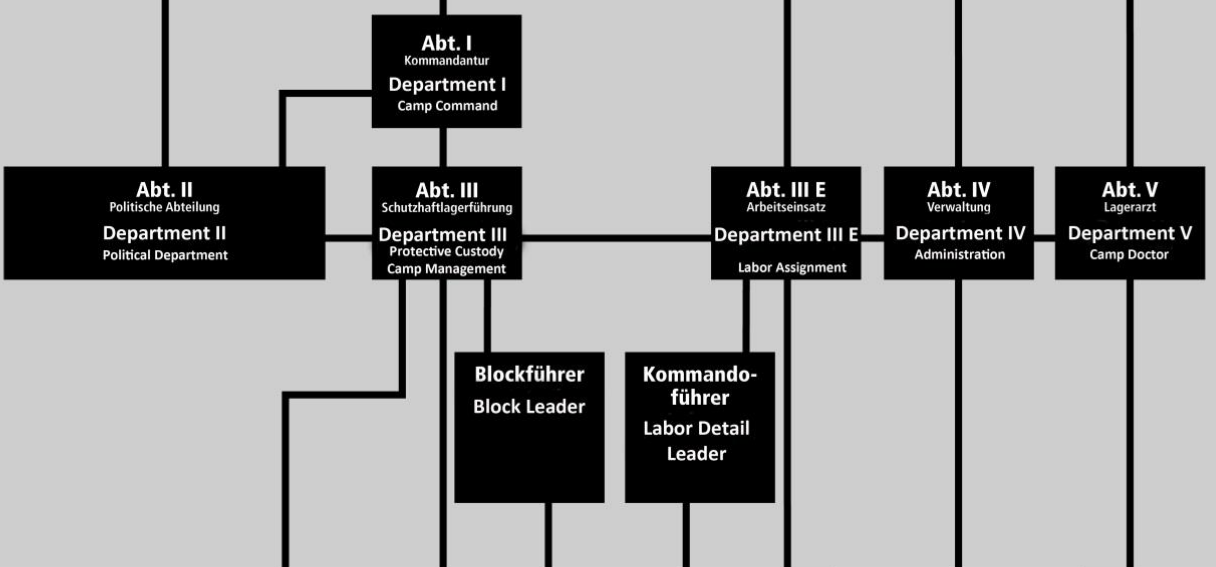 Abt. I
Kommandantur
Department I
Camp Command
Abt. II
Politische Abteilung
Department II
Political Department
Abt. III
Schutzhaftlagerführung
Department III
Protective Custody
Camp Management
Abt. III E
Arbeitseinsatz
Department III E
Labor Assignment
Abt. IV
Verwaltung
Department IV
Administration
Abt. V
Lagerarzt
Department V
Camp Doctor
Blockführer
Block Leader
Kommando-
führer
Labor Detail
Leader